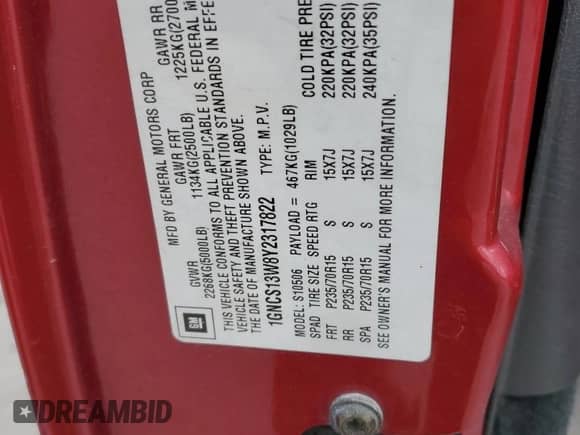 MFD BY GENERAL MOTORS CORP
GVWR GAWR FRT GAWR RR
2268KG(5000LB) 1134KG(2500LB) 1225KG(2700
THIS VEHICLE CONFORMS TO ALL APPLICABLE U.S. FEDERAL M
VEHICLE SAFETY AND THEFT PREVENTION STANDARDS IN EFFE
THE DATE OF MANUFACTURE SHOWN ABOVE.
1GNCS13W8Y2317822 TYPE: M.P.V.
MODEL: S10506 PAYLOAD = 467KG(1029LB)
SPAD TIRE SIZE SPEED RTG RIM COLD TIRE PRE
FRT P235/70R15 S 15X7J 220KPA(32PSI)
RR P235/70R15 S 15X7J 220KPA(32PSI)
SPA P235/70R15 S 15X7J 240KPA(35PSI)
SEE OWNER'S MANUAL FOR MORE INFORMATION.
GM
DREAMBID